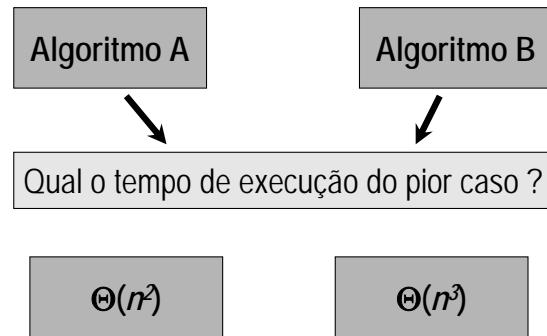 Algoritmo A
Algoritmo B
Qual o tempo de execução do pior caso ?
Θ(n²)
Θ(n³)